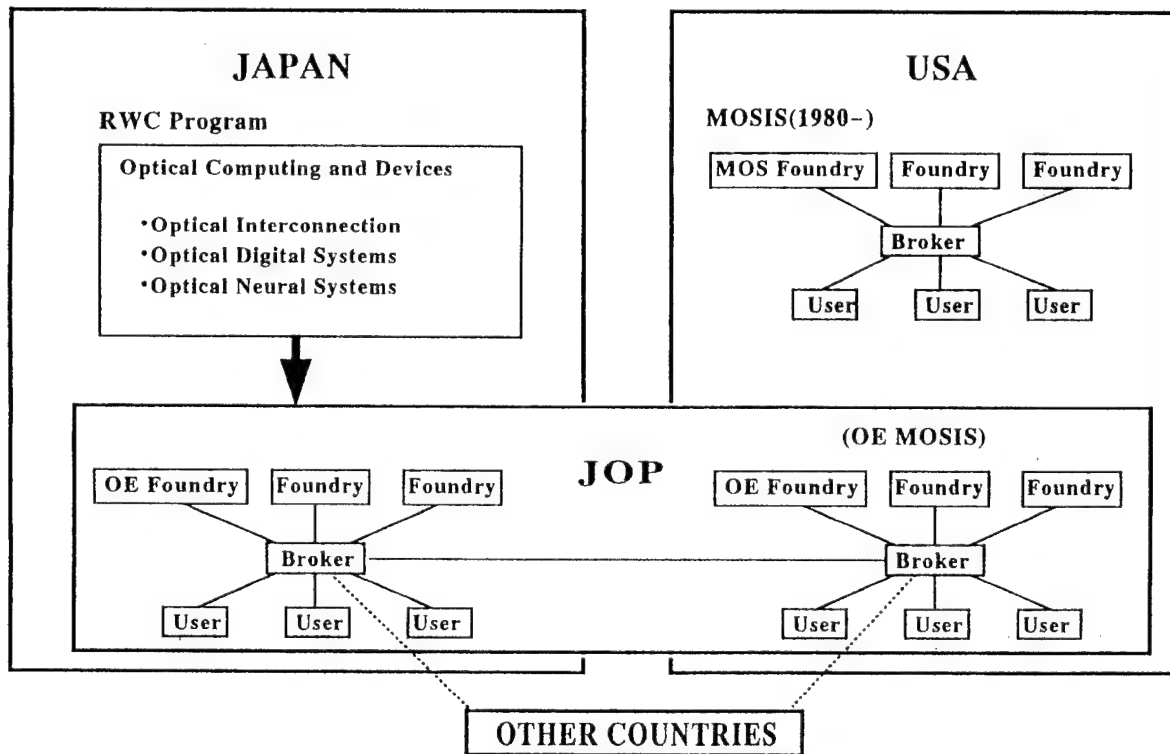 JAPAN
RWC Program
Optical Computing and Devices
•Optical Interconnection
•Optical Digital Systems
•Optical Neural Systems
USA
MOSIS(1980-)
MOS Foundry
Foundry
Foundry
Broker
User
User
User
JOP
(OE MOSIS)
OE Foundry
Foundry
Foundry
Broker
User
User
User
OE Foundry
Foundry
Foundry
Broker
User
User
User
OTHER COUNTRIES